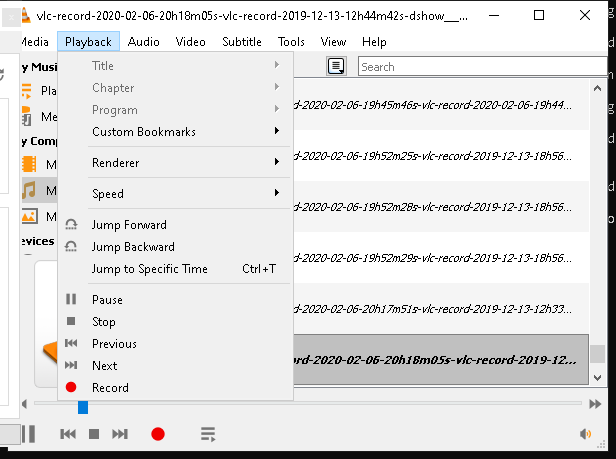 vlc-record-2020-02-06-20h18m05s-vlc-record-2019-12-13-12h44m42s-dshow__...
Media Playback Audio Video Subtitle Tools View Help
y Musi
Search
Pla
Me
y Comp
M
M
M
evices
Title
Chapter
Program
Custom Bookmarks
Renderer
Speed
Jump Forward
Jump Backward
Jump to Specific Time Ctrl+T
Pause
Stop
Previous
Next
Record
d-2020-02-06-19h45m46s-vlc-record-2020-02-06-19h44...
d-2020-02-06-19h52m25s-vlc-record-2019-12-13-18h56...
d-2020-02-06-19h52m28s-vlc-record-2019-12-13-18h56...
d-2020-02-06-19h52m29s-vlc-record-2019-12-13-18h56...
d-2020-02-06-20h17m51s-vlc-record-2019-12-13-12h33...
ord-2020-02-06-20h18m05s-vlc-record-2019-12...